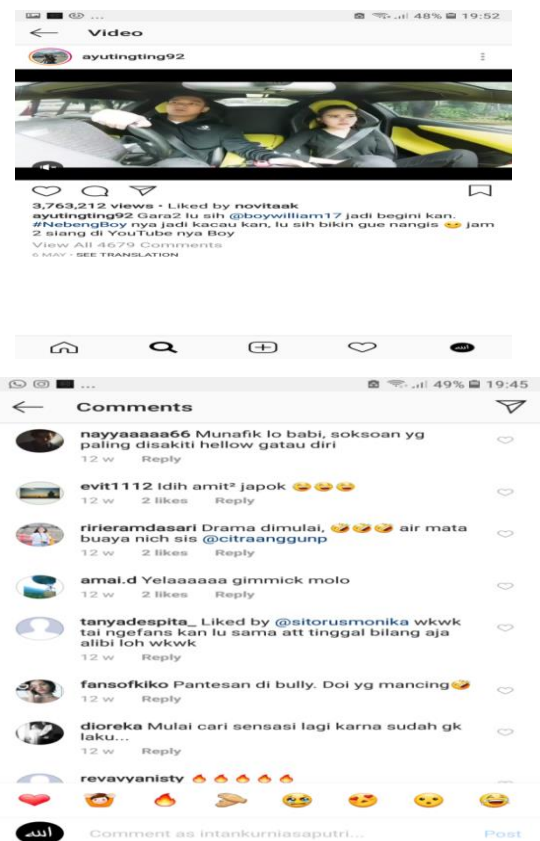 48% 19:52
Video
ayutingting92
3,763,212 views · Liked by novitaak
ayutingting92 Gara2 lu sih @boywilliam17 jadi begini kan.
#NebengBoy nya jadi kacau kan, lu sih bikin gue nangis 😁 jam
2 siang di YouTube nya Boy
View All 4679 Comments
6 MAY · SEE TRANSLATION
الله
... 49% 19:45
Comments
nayyaaaaa66 Munafik lo babi, soksoan yg
paling disakiti hellow gatau diri
12 w Reply
evit1112 Idih amit² japok 😂😂😂
12 w 2 likes Reply
ririeramdasari Drama dimulai, 🤣🤣🤣 air mata
buaya nich sis @citraanggunp
12 w 2 likes Reply
amai.d Yelaaaaaa gimmick molo
12 w 2 likes Reply
tanyadespita_ Liked by @sitorusmonika wkwk
tai ngefans kan lu sama att tinggal bilang aja
alibi loh wkwk
12 w Reply
fansofkiko Pantesan di bully. Doi yg mancing🤣
12 w Reply
dioreka Mulai cari sensasi lagi karna sudah gk
laku...
12 w Reply
revavyanisty 🔥🔥🔥🔥🔥
❤️🙌🔥👏😢😍😮😂
الله Comment as intankurniasaputri... Post